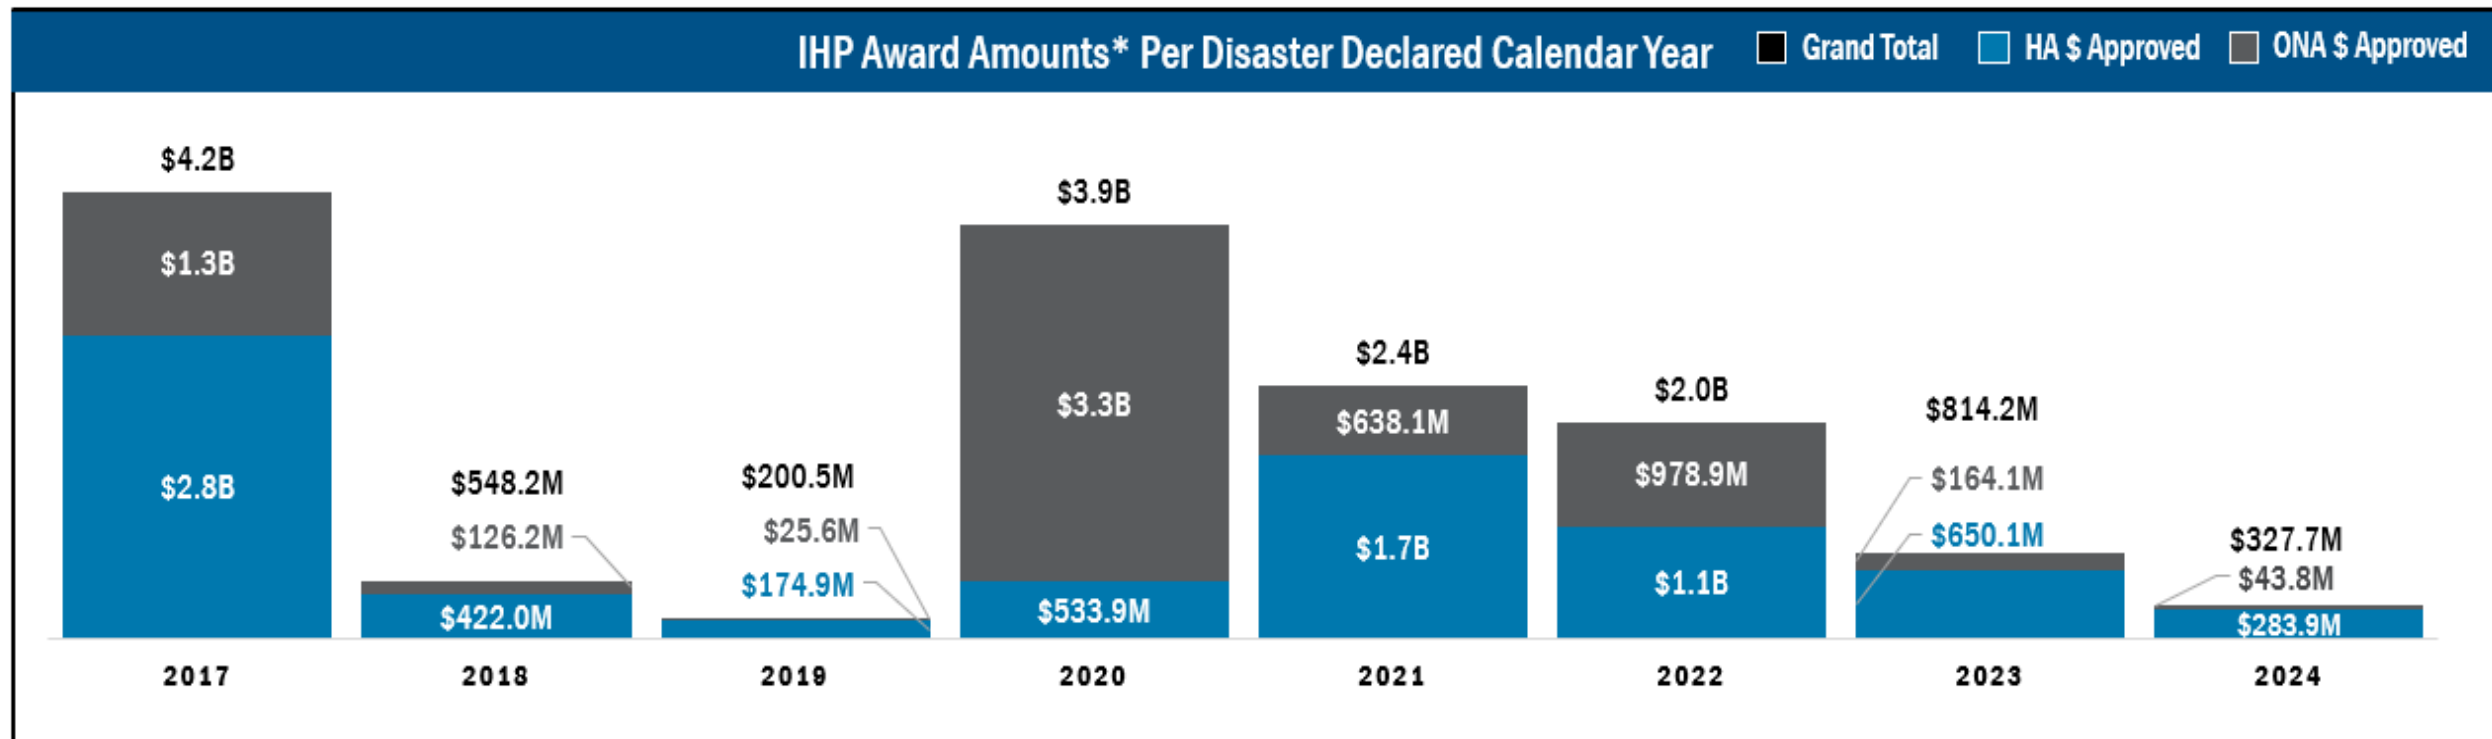 IHP Award Amounts* Per Disaster Declared Calendar Year Grand Total HA $ Approved ONA $ Approved
$4.2B
$1.3B
$2.8B
2017
$548.2M
$126.2M
$422.0M
2018
$200.5M
$25.6M
$174.9M
2019
$3.9B
$3.3B
$533.9M
2020
$2.4B
$638.1M
$1.7B
2021
$2.0B
$978.9M
$1.1B
2022
$814.2M
$164.1M
$650.1M
2023
$327.7M
$43.8M
$283.9M
2024